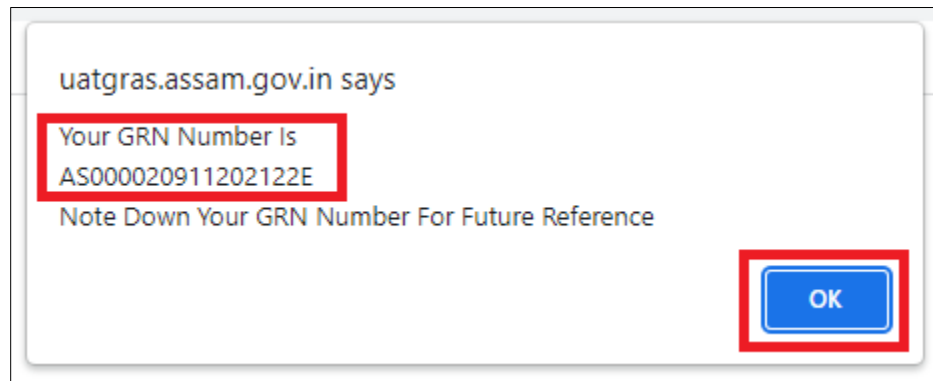 uatgras.assam.gov.in says
Your GRN Number Is
AS000020911202122E
Note Down Your GRN Number For Future Reference
OK